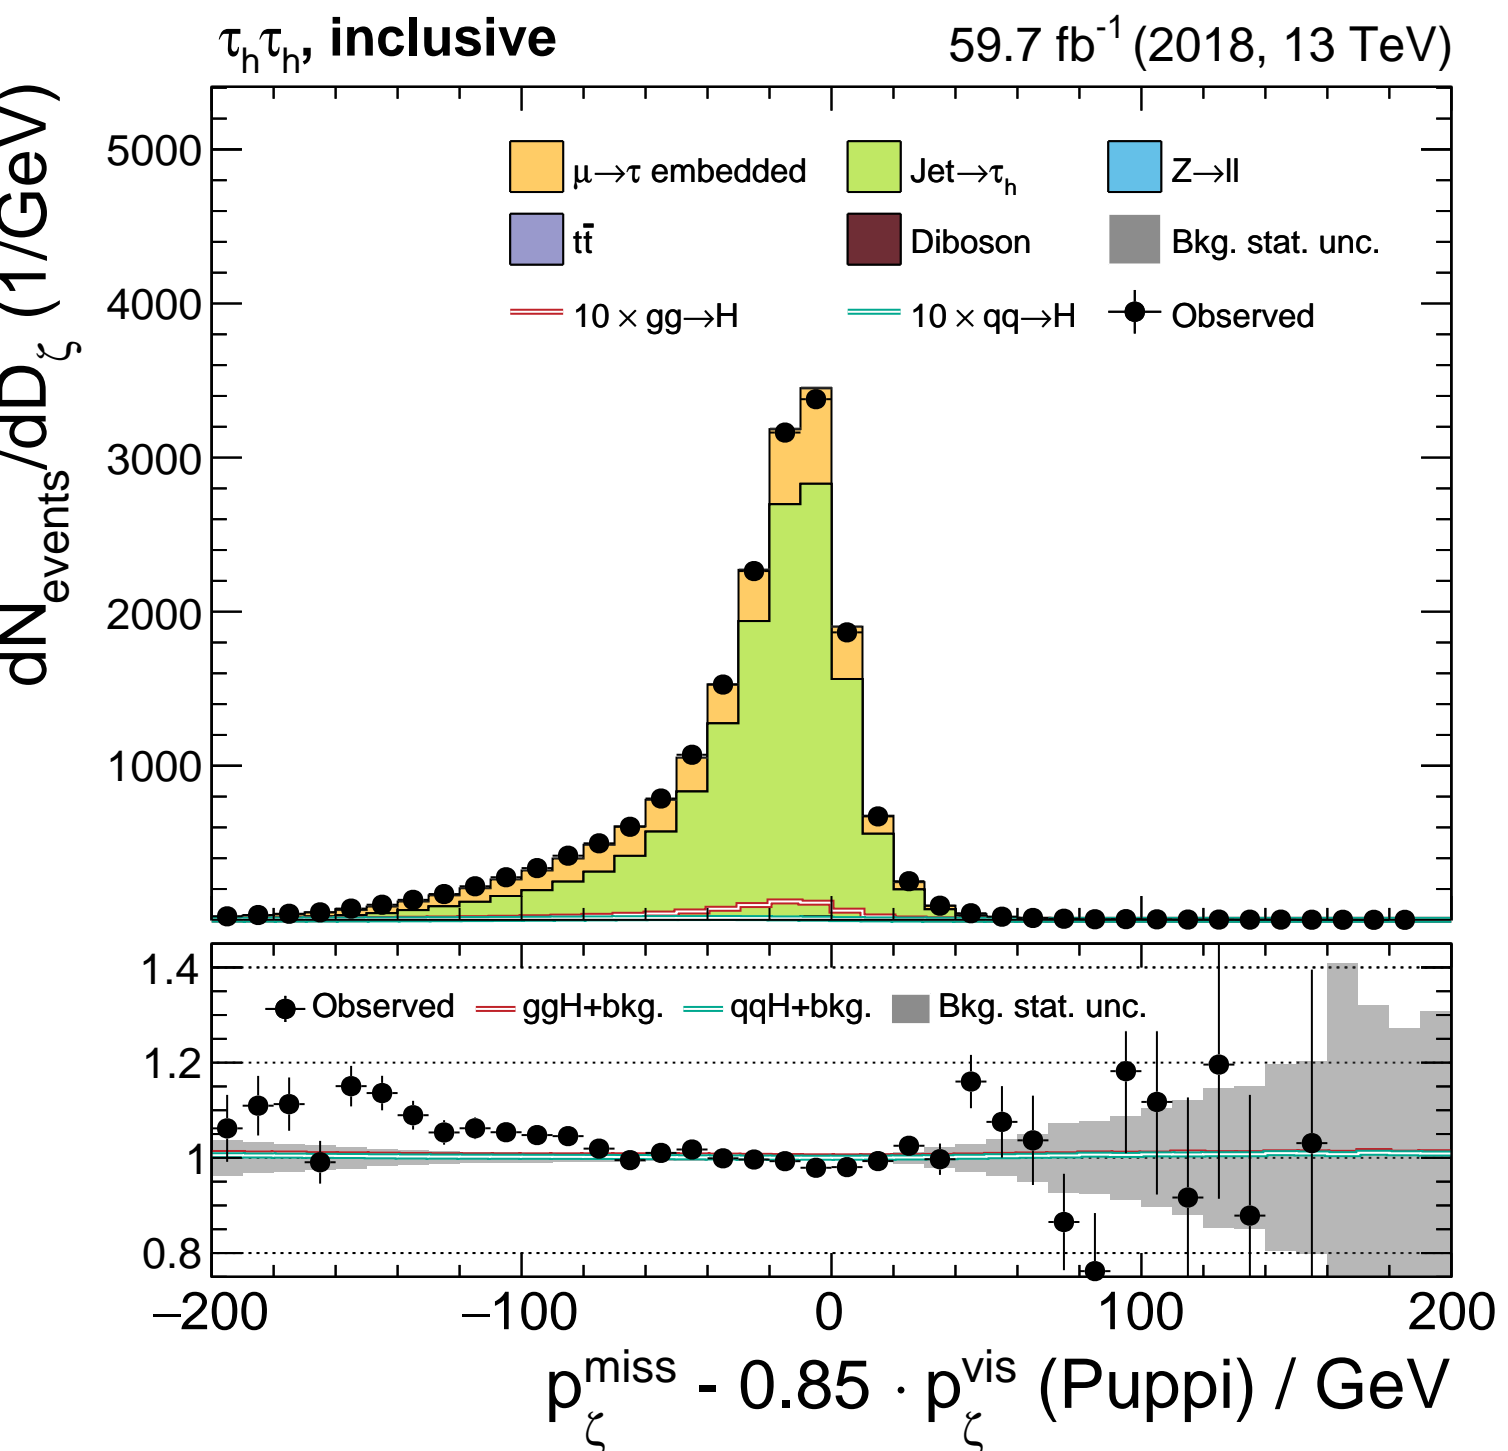 τhτh, inclusive
59.7 fb-1 (2018, 13 TeV)
dNevents/dDζ (1/GeV)
5000
4000
3000
2000
1000
μ→τ embedded
Jet→τh
Z→ll
tt̄
Diboson
Bkg. stat. unc.
10 × gg→H
10 × qq→H
Observed
1.4
1.2
1
0.8
Observed
ggH+bkg.
qqH+bkg.
Bkg. stat. unc.
−200
−100
0
100
200
pζmiss - 0.85 · pζvis (Puppi) / GeV